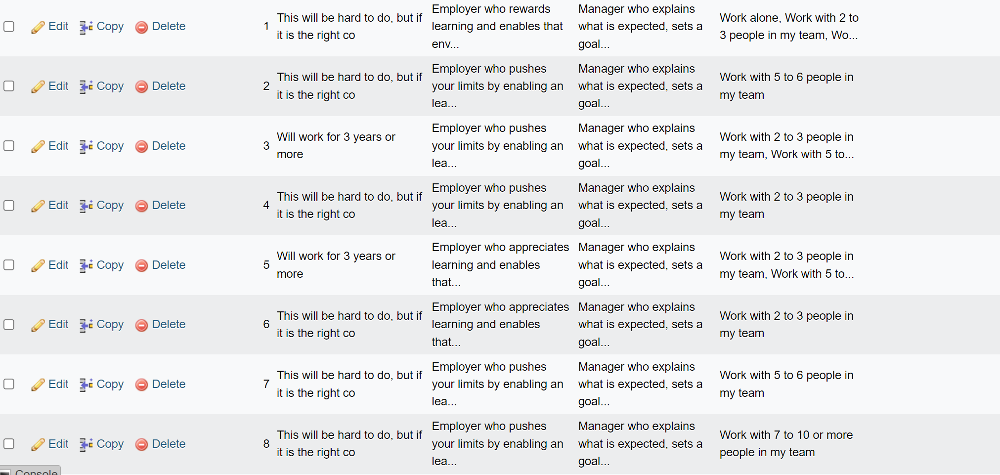 Edit Copy Delete 1 This will be hard to do, but if it is the right co Employer who rewards learning and enables that env... Manager who explains what is expected, sets a goal... Work alone, Work with 2 to 3 people in my team, Wo...
Edit Copy Delete 2 This will be hard to do, but if it is the right co Employer who pushes your limits by enabling an lea... Manager who explains what is expected, sets a goal... Work with 5 to 6 people in my team
Edit Copy Delete 3 Will work for 3 years or more Employer who pushes your limits by enabling an lea... Manager who explains what is expected, sets a goal... Work with 2 to 3 people in my team, Work with 5 to...
Edit Copy Delete 4 This will be hard to do, but if it is the right co Employer who pushes your limits by enabling an lea... Manager who explains what is expected, sets a goal... Work with 2 to 3 people in my team
Edit Copy Delete 5 Will work for 3 years or more Employer who appreciates learning and enables that... Manager who explains what is expected, sets a goal... Work with 2 to 3 people in my team, Work with 5 to...
Edit Copy Delete 6 This will be hard to do, but if it is the right co Employer who appreciates learning and enables that... Manager who explains what is expected, sets a goal... Work with 2 to 3 people in my team
Edit Copy Delete 7 This will be hard to do, but if it is the right co Employer who pushes your limits by enabling an lea... Manager who explains what is expected, sets a goal... Work with 5 to 6 people in my team
Edit Copy Delete 8 This will be hard to do, but if it is the right co Employer who pushes your limits by enabling an lea... Manager who explains what is expected, sets a goal... Work with 7 to 10 or more people in my team
Console